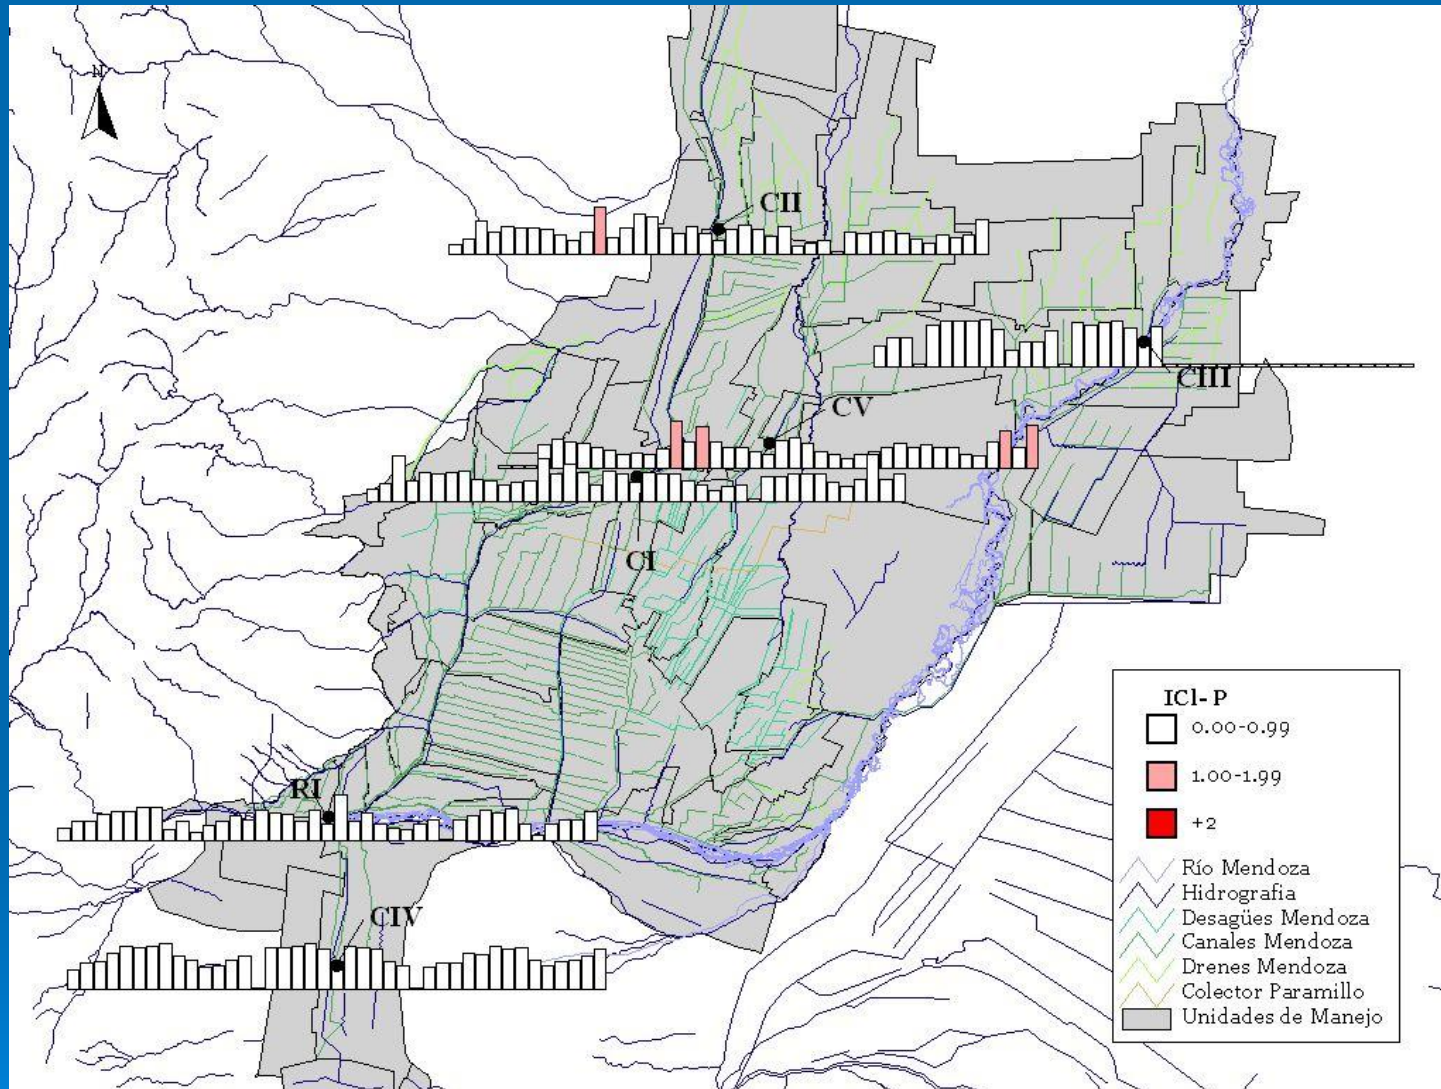 N
CII
CIII
CV
CI
RI
CIV
ICl-P
0.00-0.99
1.00-1.99
+2
Río Mendoza
Hidrografia
Desagües Mendoza
Canales Mendoza
Drenes Mendoza
Colector Paramillo
Unidades de Manejo